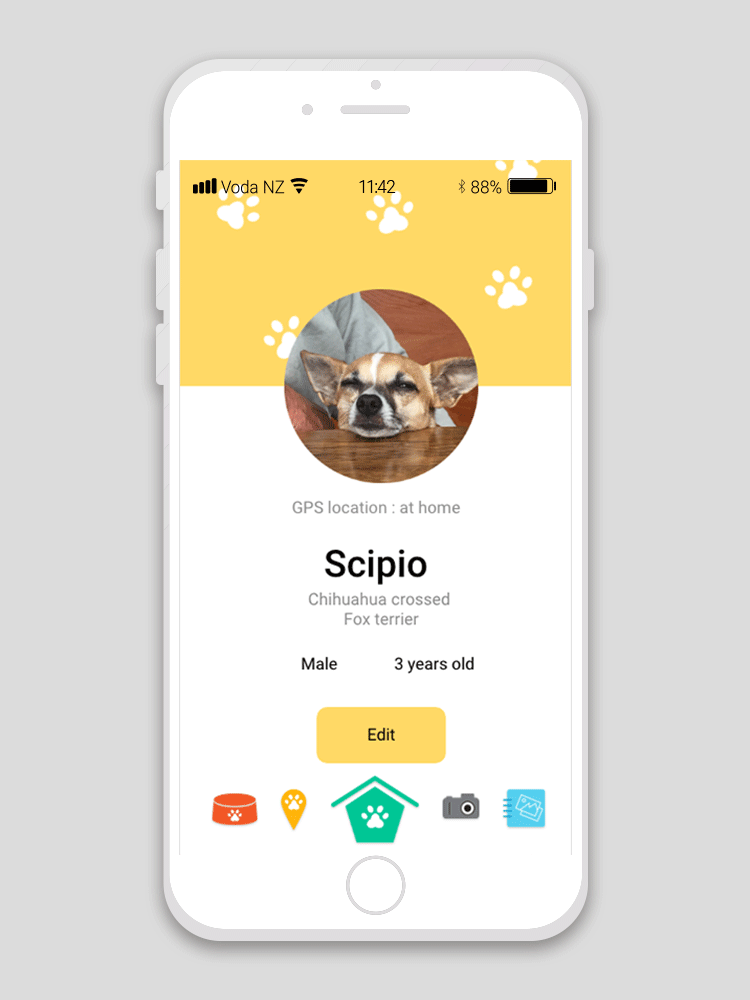 Voda NZ 11:42 88%
GPS location : at home
Scipio
Chihuahua crossed
Fox terrier
Male 3 years old
Edit